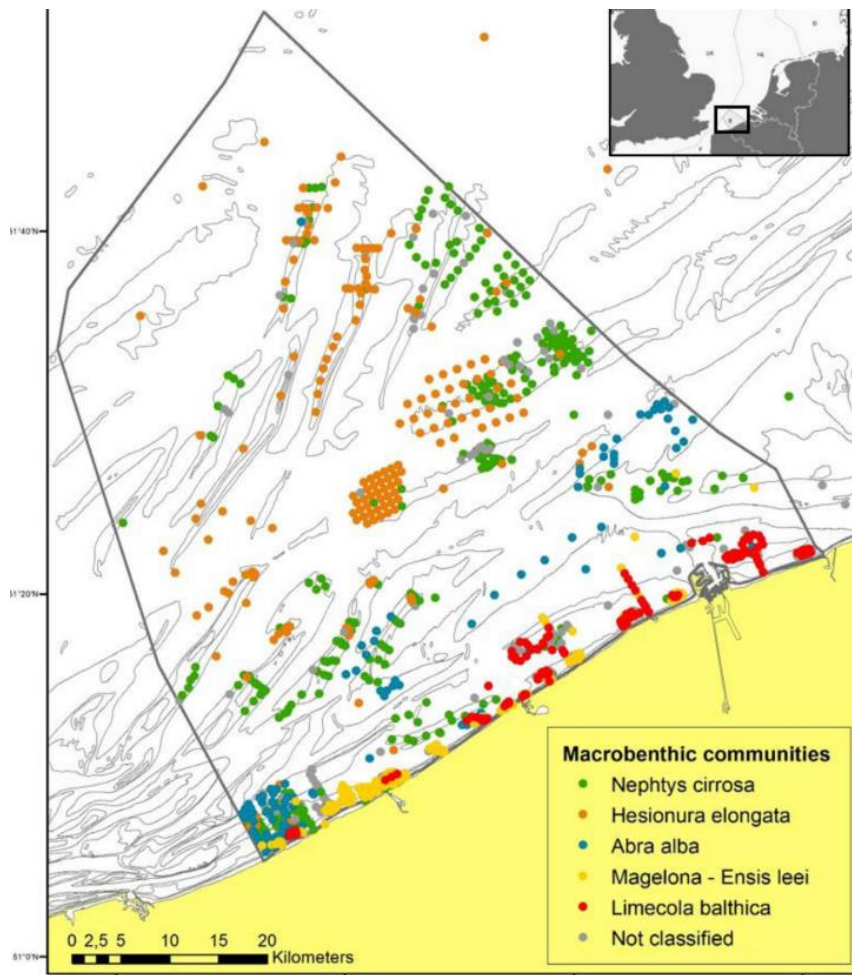 51°40'N
51°20'N
51°0'N
Macrobenthic communities
Nephtys cirrosa
Hesionura elongata
Abra alba
Magelona - Ensis leei
Limecola balthica
Not classified
0 2,5 5 10 15 20
Kilometers